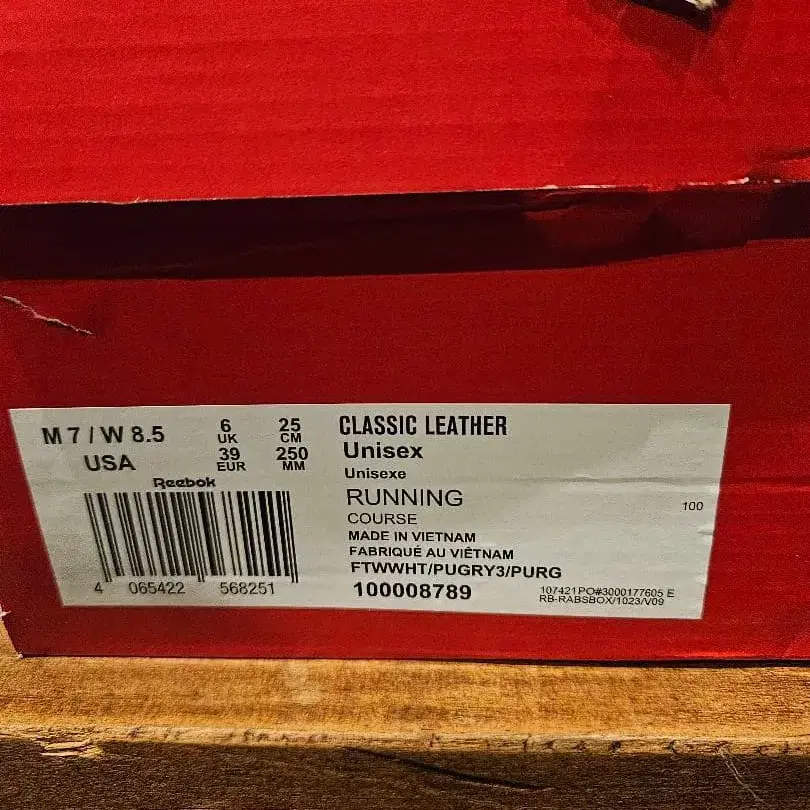 M 7 / W 8.5
USA
6
UK
39
EUR
25
CM
250
MM
Reebok
4 065422 568251
CLASSIC LEATHER
Unisex
Unisexe
RUNNING
COURSE
MADE IN VIETNAM
FABRIQUÉ AU VIÊTNAM
FTWWHT/PUGRY3/PURG
100008789
100
107421PO#3000177605 E
RB-RABSBOX/1023/V09